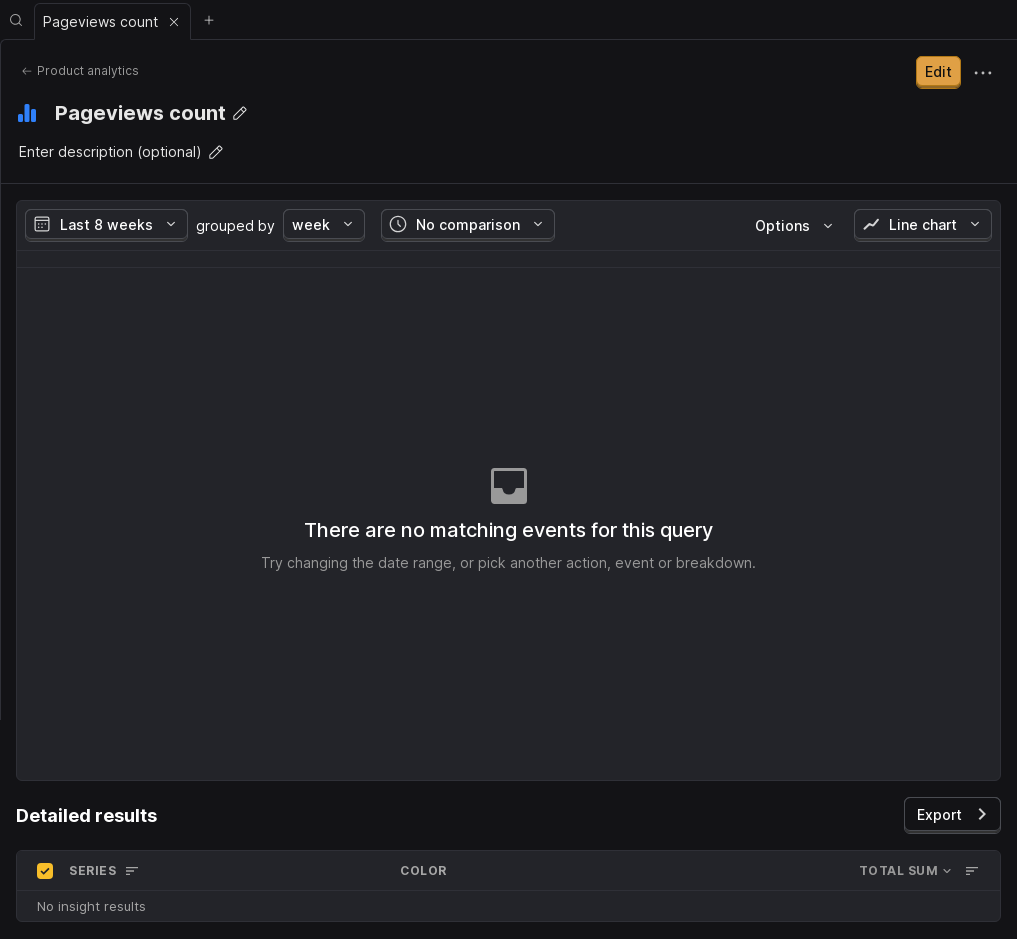 Pageviews count
Product analytics
Edit
Pageviews count
Enter description (optional)
Last 8 weeks grouped by week No comparison Options Line chart
There are no matching events for this query
Try changing the date range, or pick another action, event or breakdown.
Detailed results
Export
SERIES COLOR TOTAL SUM
No insight results